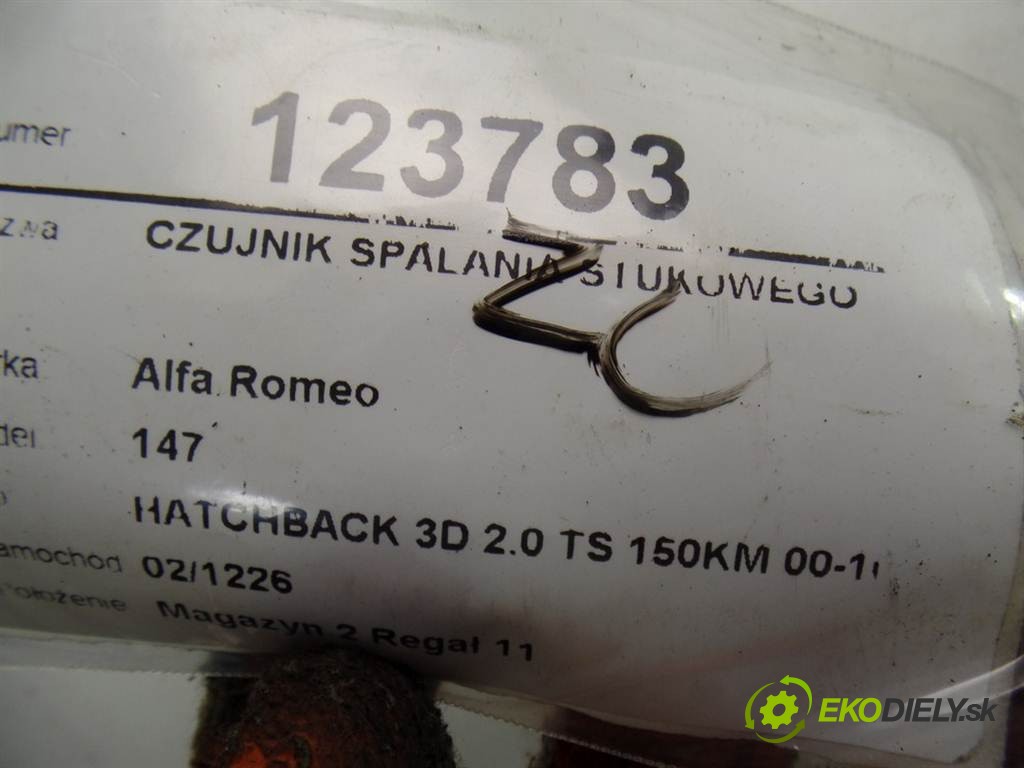 umer 123783
zwa CZUJNIK SPALANIA STUKOWEGO
rka Alfa Romeo
del 147
HATCHBACK 3D 2.0 TS 150KM 00-1
amochod 02/1226
ołożenie Magazyn 2 Regał 11
EKODIELY.sk